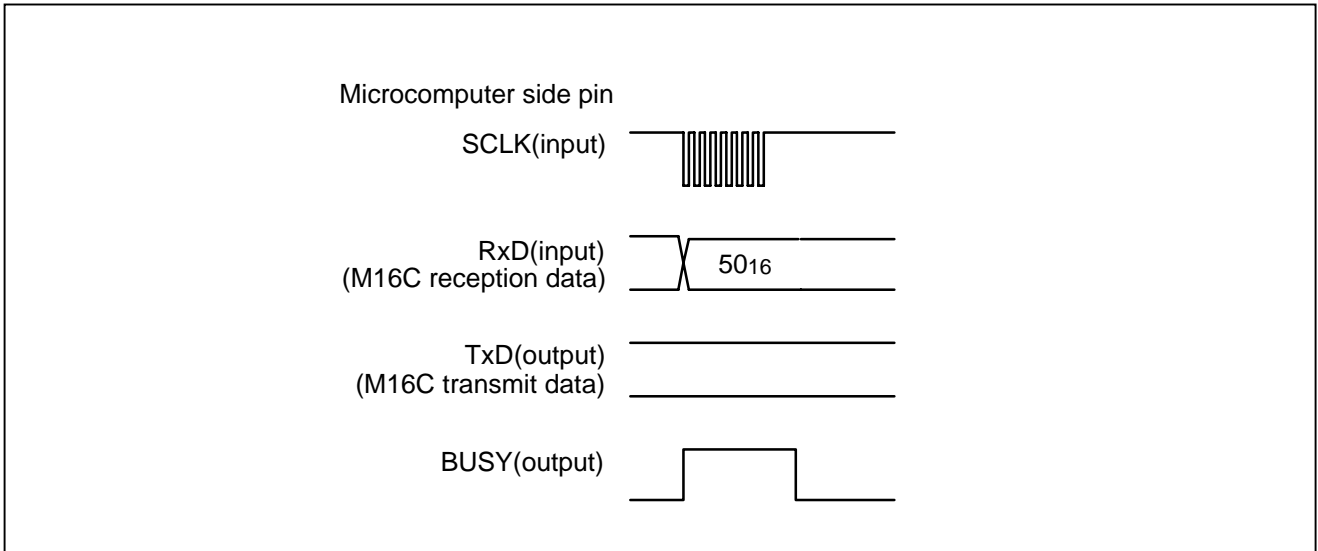 Microcomputer side pin
SCLK(input)
RxD(input)
(M16C reception data)
5016
TxD(output)
(M16C transmit data)
BUSY(output)